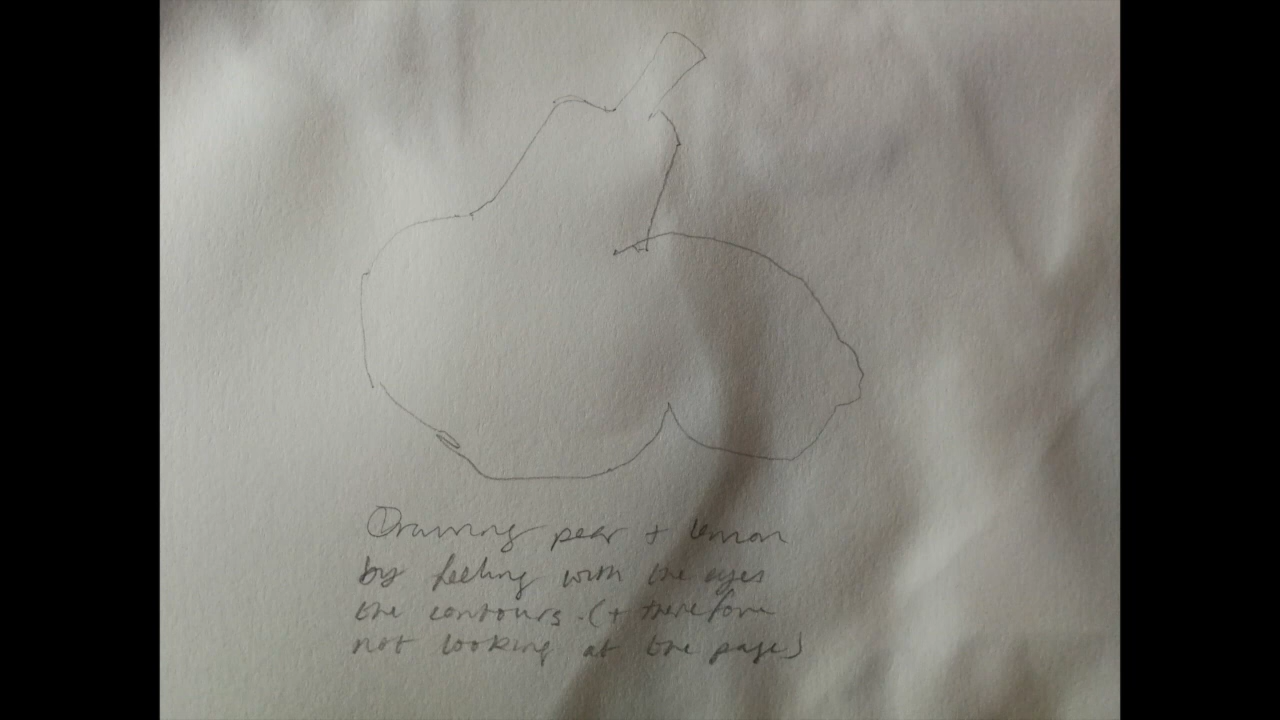 Drawing pear + lemon
by feeling with the eyes
the contours. (+ therefore
not looking at the page)